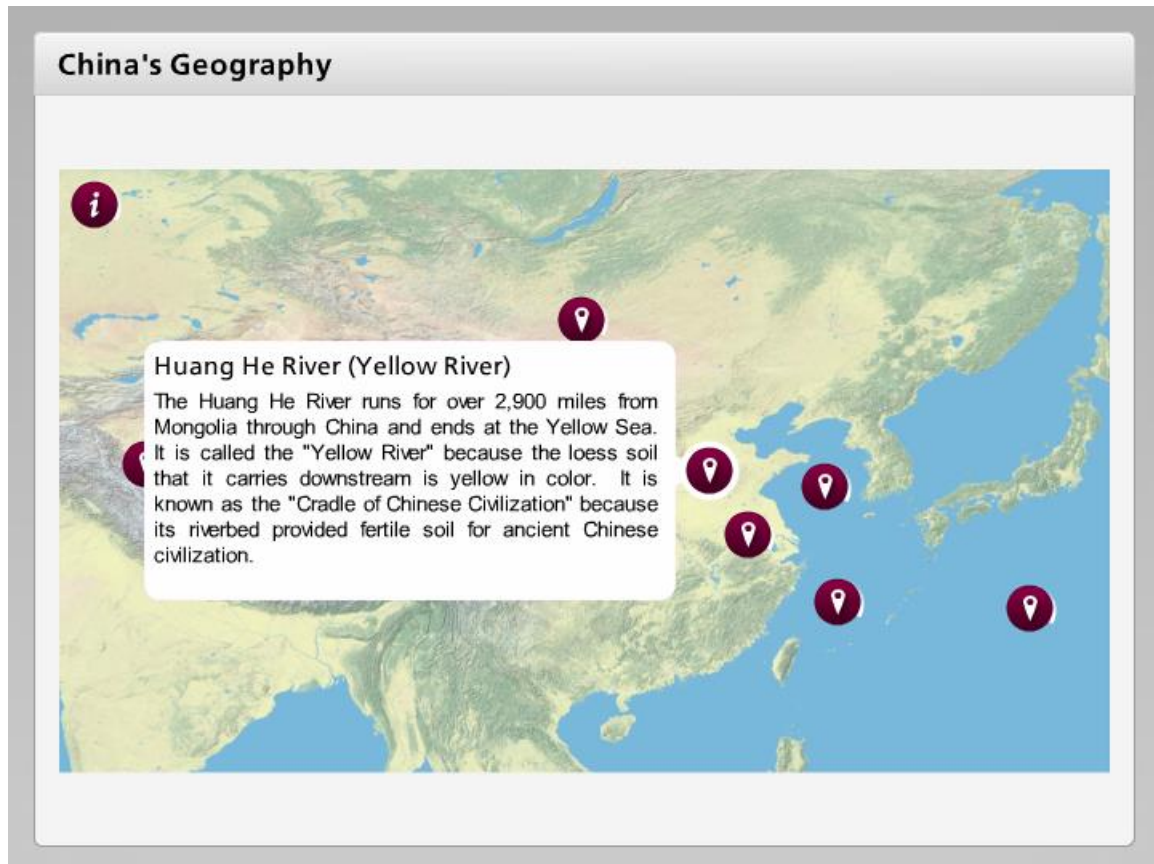 China's Geography
i
Huang He River (Yellow River)
The Huang He River runs for over 2,900 miles from
Mongolia through China and ends at the Yellow Sea.
It is called the "Yellow River" because the loess soil
that it carries downstream is yellow in color. It is
known as the "Cradle of Chinese Civilization" because
its riverbed provided fertile soil for ancient Chinese
civilization.